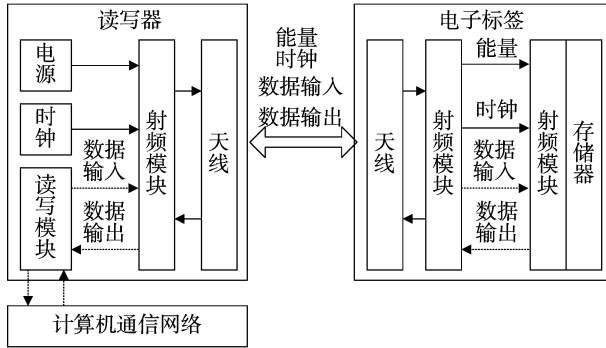 读写器
电源
时钟
读写模块
数据
输入
数据
输出
射频模块
天线
计算机通信网络
能量
时钟
数据输入
数据输出
电子标签
天线
射频模块
能量
时钟
数据
输入
数据
输出
射频模块
存储器